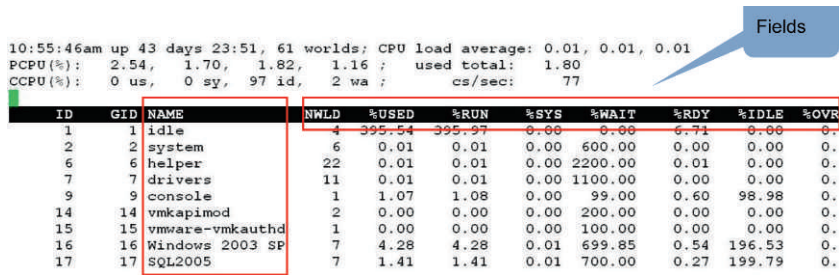 Fields
10:55:46am up 43 days 23:51, 61 worlds; CPU load average: 0.01, 0.01, 0.01
PCPU(%): 2.54, 1.70, 1.82, 1.16 ; used total: 1.80
CCPU(%): 0 us, 0 sy, 97 id, 2 wa ; cs/sec: 77
ID GID NAME NWLD %USED %RUN %SYS %WAIT %RDY %IDLE %OVR
1 1 idle 4 395.54 395.97 0.00 0.00 6.71 0.00 0.
2 2 system 6 0.01 0.01 0.00 600.00 0.00 0.00 0.
6 6 helper 22 0.01 0.01 0.00 2200.00 0.01 0.00 0.
7 7 drivers 11 0.01 0.01 0.00 1100.00 0.00 0.00 0.
9 9 console 1 1.07 1.08 0.00 99.00 0.60 98.98 0.
14 14 vmkapimod 2 0.00 0.00 0.00 200.00 0.00 0.00 0.
15 15 vmware-vmkauthd 1 0.00 0.00 0.00 100.00 0.00 0.00 0.
16 16 Windows 2003 SP 7 4.28 4.28 0.01 699.85 0.54 196.53 0.
17 17 SQL2005 7 1.41 1.41 0.01 700.00 0.27 199.79 0.